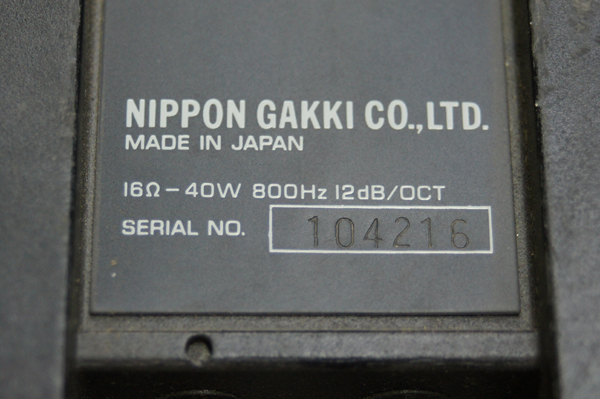 NIPPON GAKKI CO.,LTD.
MADE IN JAPAN
16Ω-40W 800Hz 12dB/OCT
SERIAL NO. 104216